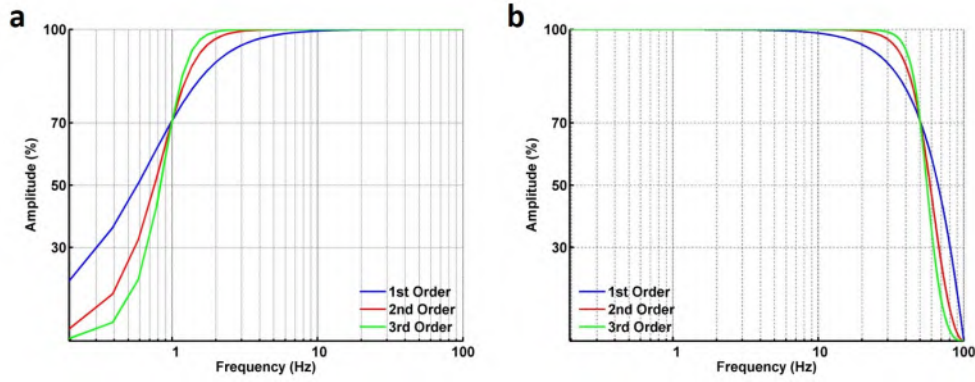 a
100
70
50
30
Amplitude (%)
1st Order
2nd Order
3rd Order
1
10
100
Frequency (Hz)
b
100
70
50
30
Amplitude (%)
1st Order
2nd Order
3rd Order
1
10
100
Frequency (Hz)